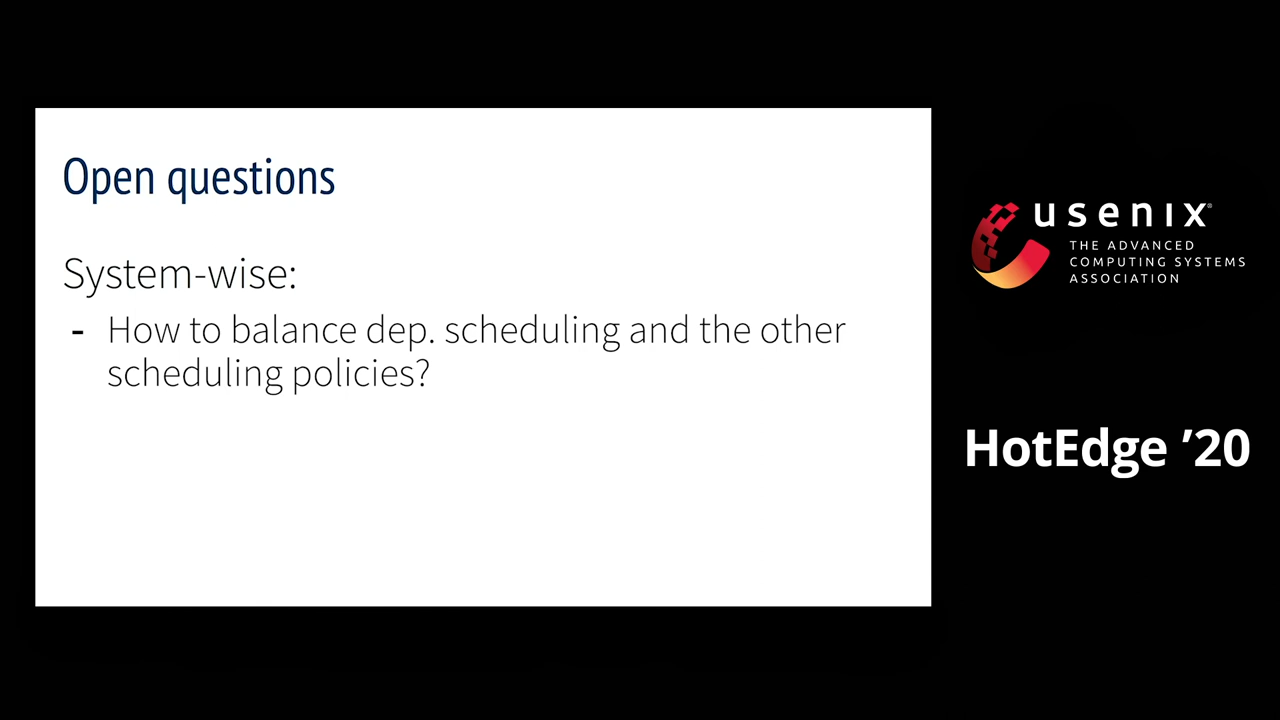 Open questions
System-wise:
- How to balance dep. scheduling and the other
scheduling policies?
usenix®
THE ADVANCED
COMPUTING SYSTEMS
ASSOCIATION
HotEdge ’20